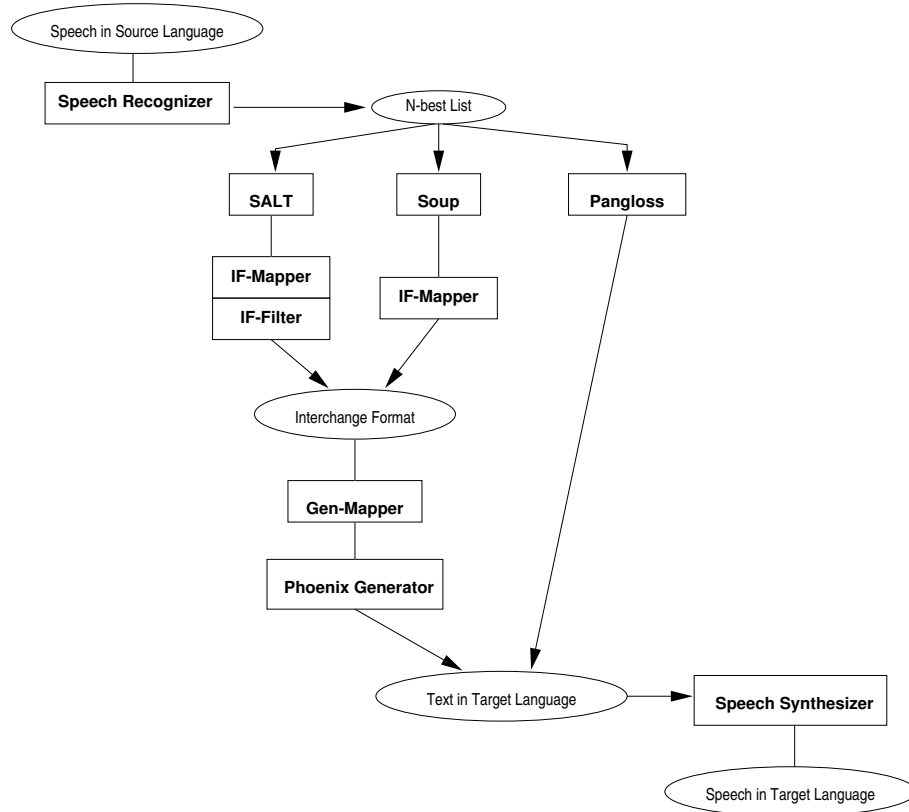 Speech in Source Language
Speech Recognizer
N-best List
SALT
Soup
Pangloss
IF-Mapper
IF-Filter
IF-Mapper
Interchange Format
Gen-Mapper
Phoenix Generator
Text in Target Language
Speech Synthesizer
Speech in Target Language